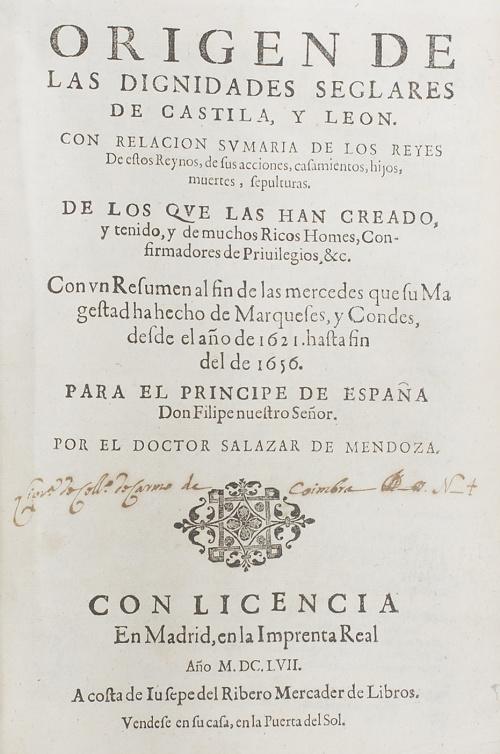 ORIGEN DE
LAS DIGNIDADES SEGLARES
DE CASTILA, Y LEON.
CON RELACION SVMARIA DE LOS REYES
De estos Reynos, de sus acciones, casamientos, hijos,
muertes, sepulturas.
DE LOS QVE LAS HAN CREADO,
y tenido, y de muchos Ricos Homes, Con-
firmadores de Priuilegios, &c.
Con vn Resumen al fin de las mercedes que su Ma
gestad ha hecho de Marqueses, y Condes,
desde el año de 1621. hasta fin
del de 1656.
PARA EL PRINCIPE DE ESPAÑA
Don Filipe nuestro Señor.
POR EL DOCTOR SALAZAR DE MENDOZA.
de Coll.º de Carmo de Coimbra
CON LICENCIA
En Madrid, en la Imprenta Real
Año M. DC. LVII.
A costa de Iusepe del Ribero Mercader de Libros.
Vendese en su casa, en la Puerta del Sol.